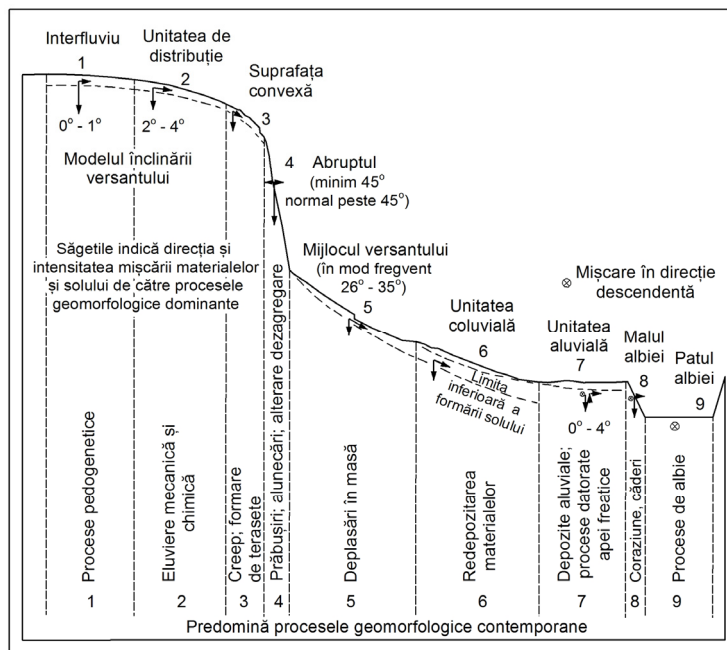 Interfluviu
1
Unitatea de
distribuție
2
Suprafața
convexă
3
0° - 1°
2° - 4°
Modelul înclinării
versantului
4
Abruptul
(minim 45°
normal peste 45°)
Săgetile indică direcția și
intensitatea mișcării materialelor
și solului de către procesele
geomorfologice dominante
Mijlocul versantului
(în mod fregvent
26° - 35°)
5
Mișcare în direcție
descendentă
Unitatea
coluvială
6
Limita
inferioară a
formării solului
Unitatea
aluvială
7
0° - 4°
Malul
albiei
8
Patul
albiei
9
Procese pedogenetice
Eluviere mecanică și
chimică
Creep; formare
de terasete
Prăbușiri; alunecări; alterare dezagregare
Deplasări în masă
Redepozitarea
materialelor
Depozite aluviale;
procese datorate
apei freatice
Coraziune, căderi
Procese de albie
1
2
3
4
5
6
7
8
9
Predomină procesele geomorfologice contemporane